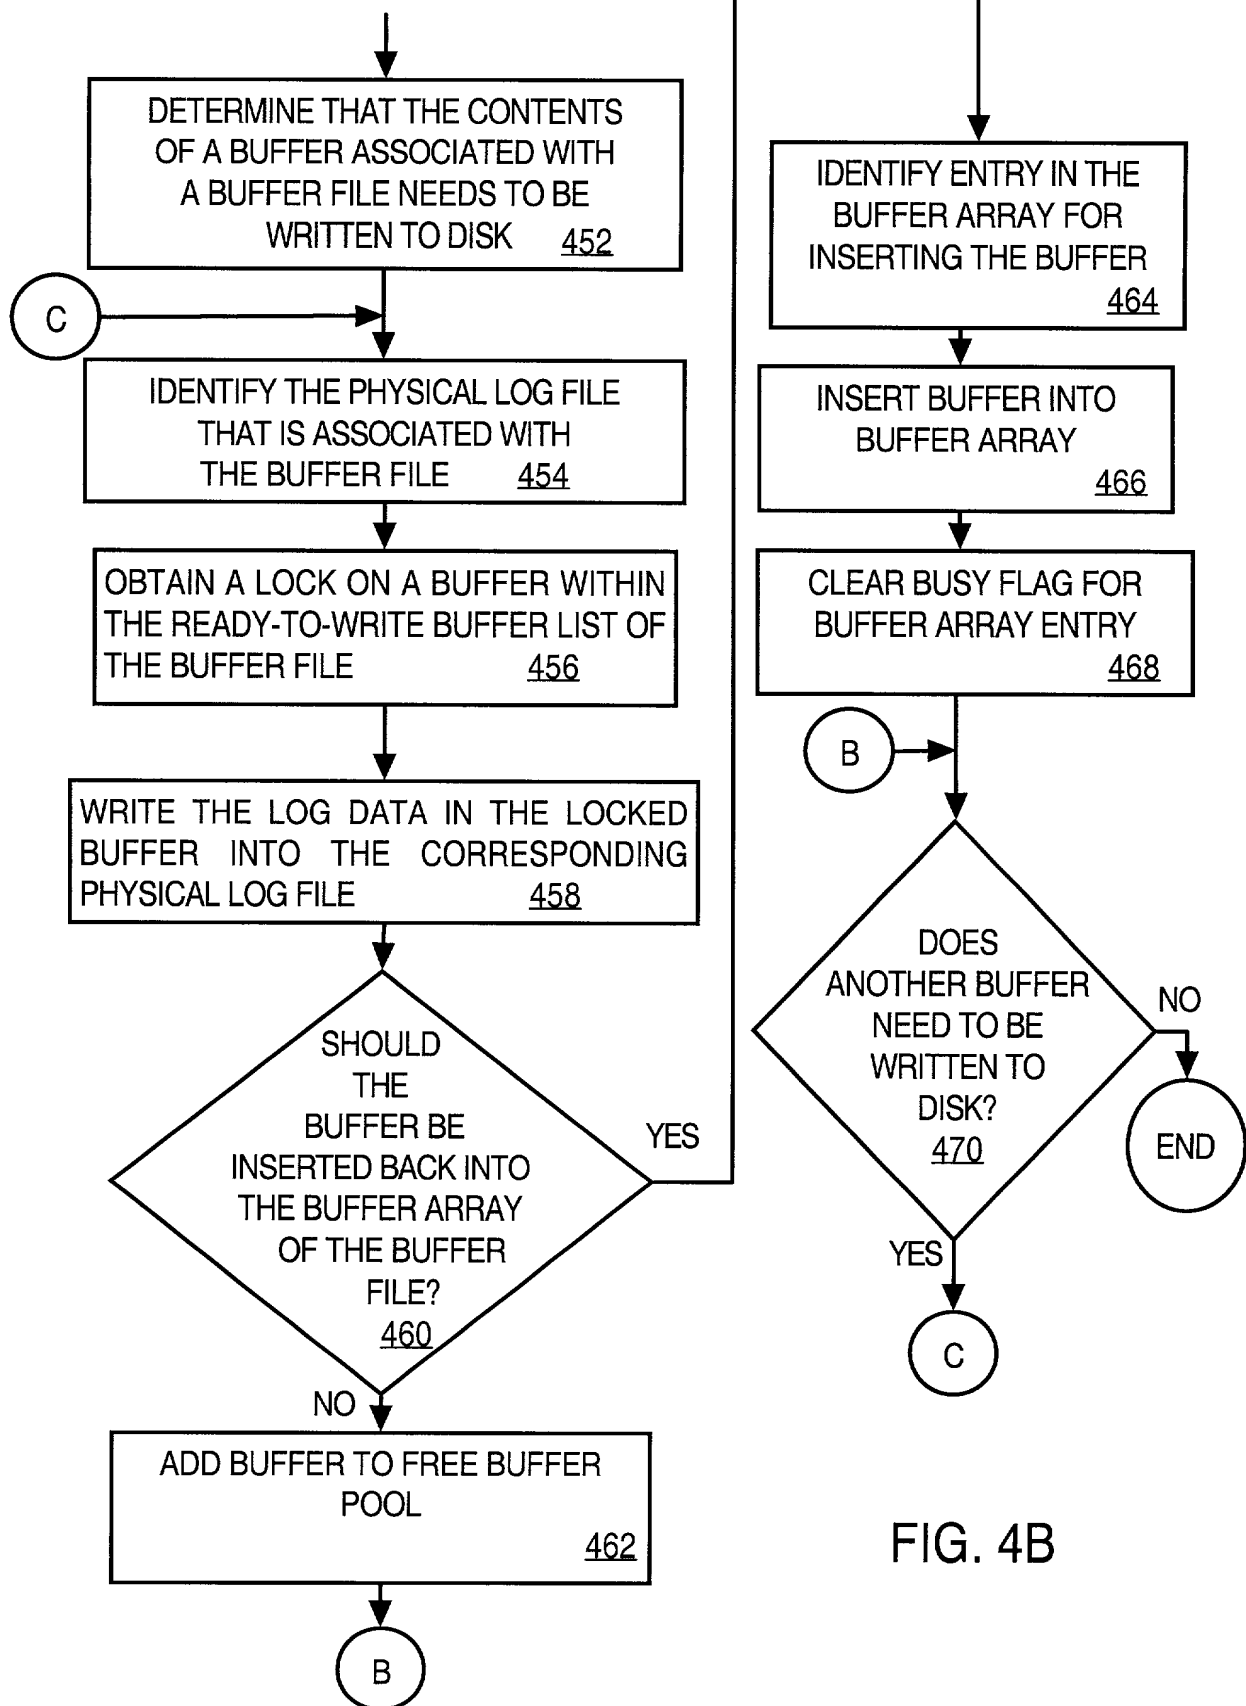 DETERMINE THAT THE CONTENTS
OF A BUFFER ASSOCIATED WITH
A BUFFER FILE NEEDS TO BE
WRITTEN TO DISK 452
C
IDENTIFY THE PHYSICAL LOG FILE
THAT IS ASSOCIATED WITH
THE BUFFER FILE 454
OBTAIN A LOCK ON A BUFFER WITHIN
THE READY-TO-WRITE BUFFER LIST OF
THE BUFFER FILE 456
WRITE THE LOG DATA IN THE LOCKED
BUFFER INTO THE CORRESPONDING
PHYSICAL LOG FILE 458
SHOULD
THE
BUFFER BE
INSERTED BACK INTO
THE BUFFER ARRAY
OF THE BUFFER
FILE?
460
YES
NO
ADD BUFFER TO FREE BUFFER
POOL
462
B
IDENTIFY ENTRY IN THE
BUFFER ARRAY FOR
INSERTING THE BUFFER
464
INSERT BUFFER INTO
BUFFER ARRAY
466
CLEAR BUSY FLAG FOR
BUFFER ARRAY ENTRY
468
B
DOES
ANOTHER BUFFER
NEED TO BE
WRITTEN TO
DISK?
470
NO
END
YES
C
FIG. 4B